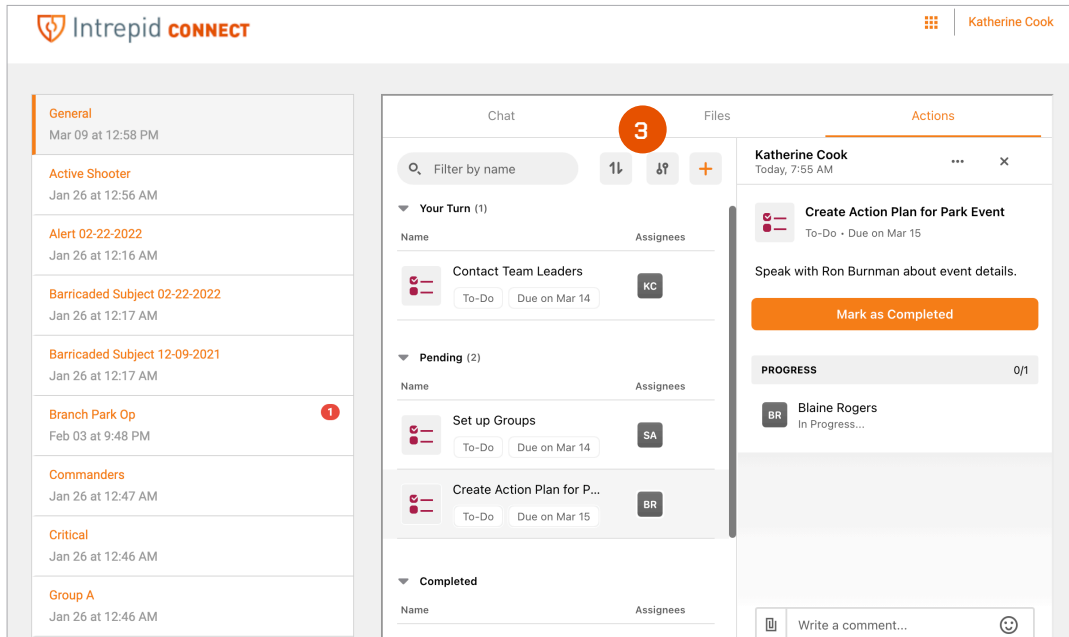 Intrepid CONNECT
Katherine Cook
General
Mar 09 at 12:58 PM
Active Shooter
Jan 26 at 12:56 AM
Alert 02-22-2022
Jan 26 at 12:16 AM
Barricaded Subject 02-22-2022
Jan 26 at 12:17 AM
Barricaded Subject 12-09-2021
Jan 26 at 12:17 AM
Branch Park Op
1
Feb 03 at 9:48 PM
Commanders
Jan 26 at 12:47 AM
Critical
Jan 26 at 12:46 AM
Group A
Jan 26 at 12:46 AM
Chat Files Actions
3
Filter by name
Your Turn (1)
Name Assignees
Contact Team Leaders
KC
To-Do Due on Mar 14
Pending (2)
Name Assignees
Set up Groups
SA
To-Do Due on Mar 14
Create Action Plan for P...
BR
To-Do Due on Mar 15
Completed
Name Assignees
Katherine Cook
Today, 7:55 AM
Create Action Plan for Park Event
To-Do • Due on Mar 15
Speak with Ron Burnman about event details.
Mark as Completed
PROGRESS 0/1
BR
Blaine Rogers
In Progress...
Write a comment...